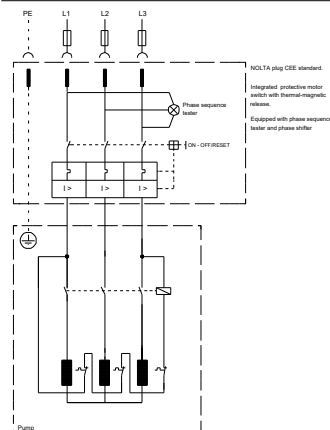 PE L1 L2 L3
NOLTA plug CEE standard.
Integrated protective motor
switch with thermal-magnetic
release.
Equipped with phase sequence
tester and phase shifter
Phase sequence
tester
ON - OFF/RESET
I > I > I >
Pump